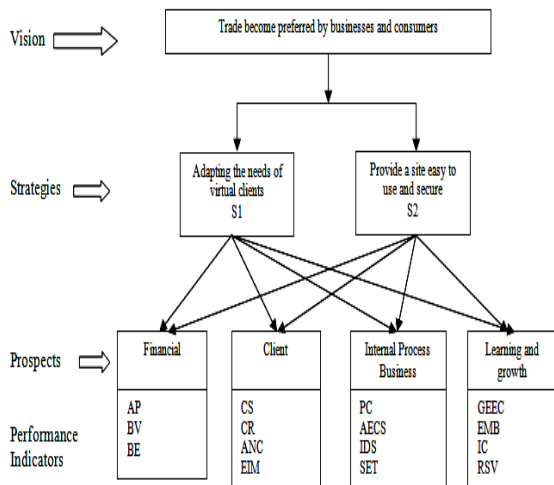 Vision
Trade become preferred by businesses and consumers
Strategies
Adapting the needs of
virtual clients
S1
Provide a site easy to
use and secure
S2
Prospects
Financial
Client
Internal Process
Business
Learning and
growth
Performance
Indicators
AP
BV
BE
CS
CR
ANC
EIM
PC
AECS
IDS
SET
GEEC
EMB
IC
RSV